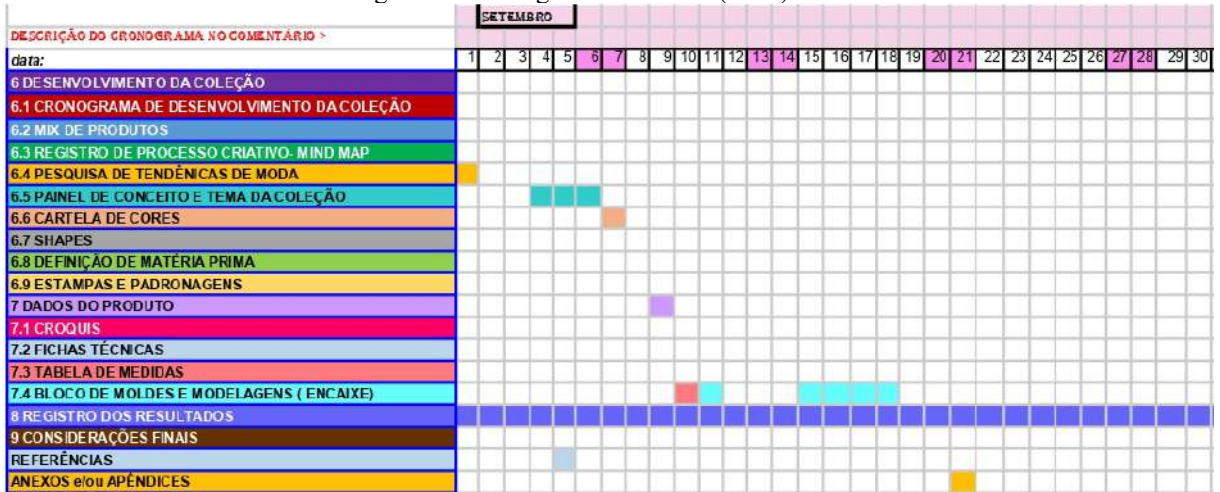 SETEMBRO
DESCRIÇÃO DO CRONOGRAMA NO COMENTÁRIO >
data: 1 2 3 4 5 6 7 8 9 10 11 12 13 14 15 16 17 18 19 20 21 22 23 24 25 26 27 28 29 30
6 DESENVOLVIMENTO DA COLEÇÃO
6.1 CRONOGRAMA DE DESENVOLVIMENTO DA COLEÇÃO
6.2 MIX DE PRODUTOS
6.3 REGISTRO DE PROCESSO CRIATIVO- MIND MAP
6.4 PESQUISA DE TENDÊNICAS DE MODA
6.5 PAINEL DE CONCEITO E TEMA DA COLEÇÃO
6.6 CARTELA DE CORES
6.7 SHAPES
6.8 DEFINIÇÃO DE MATÉRIA PRIMA
6.9 ESTAMPAS E PADRONAGENS
7 DADOS DO PRODUTO
7.1 CROQUIS
7.2 FICHAS TÉCNICAS
7.3 TABELA DE MEDIDAS
7.4 BLOCO DE MOLDES E MODELAGENS ( ENCAIXE)
8 REGISTRO DOS RESULTADOS
9 CONSIDERAÇÕES FINAIS
REFERÊNCIAS
ANEXOS e/ou APÊNDICES